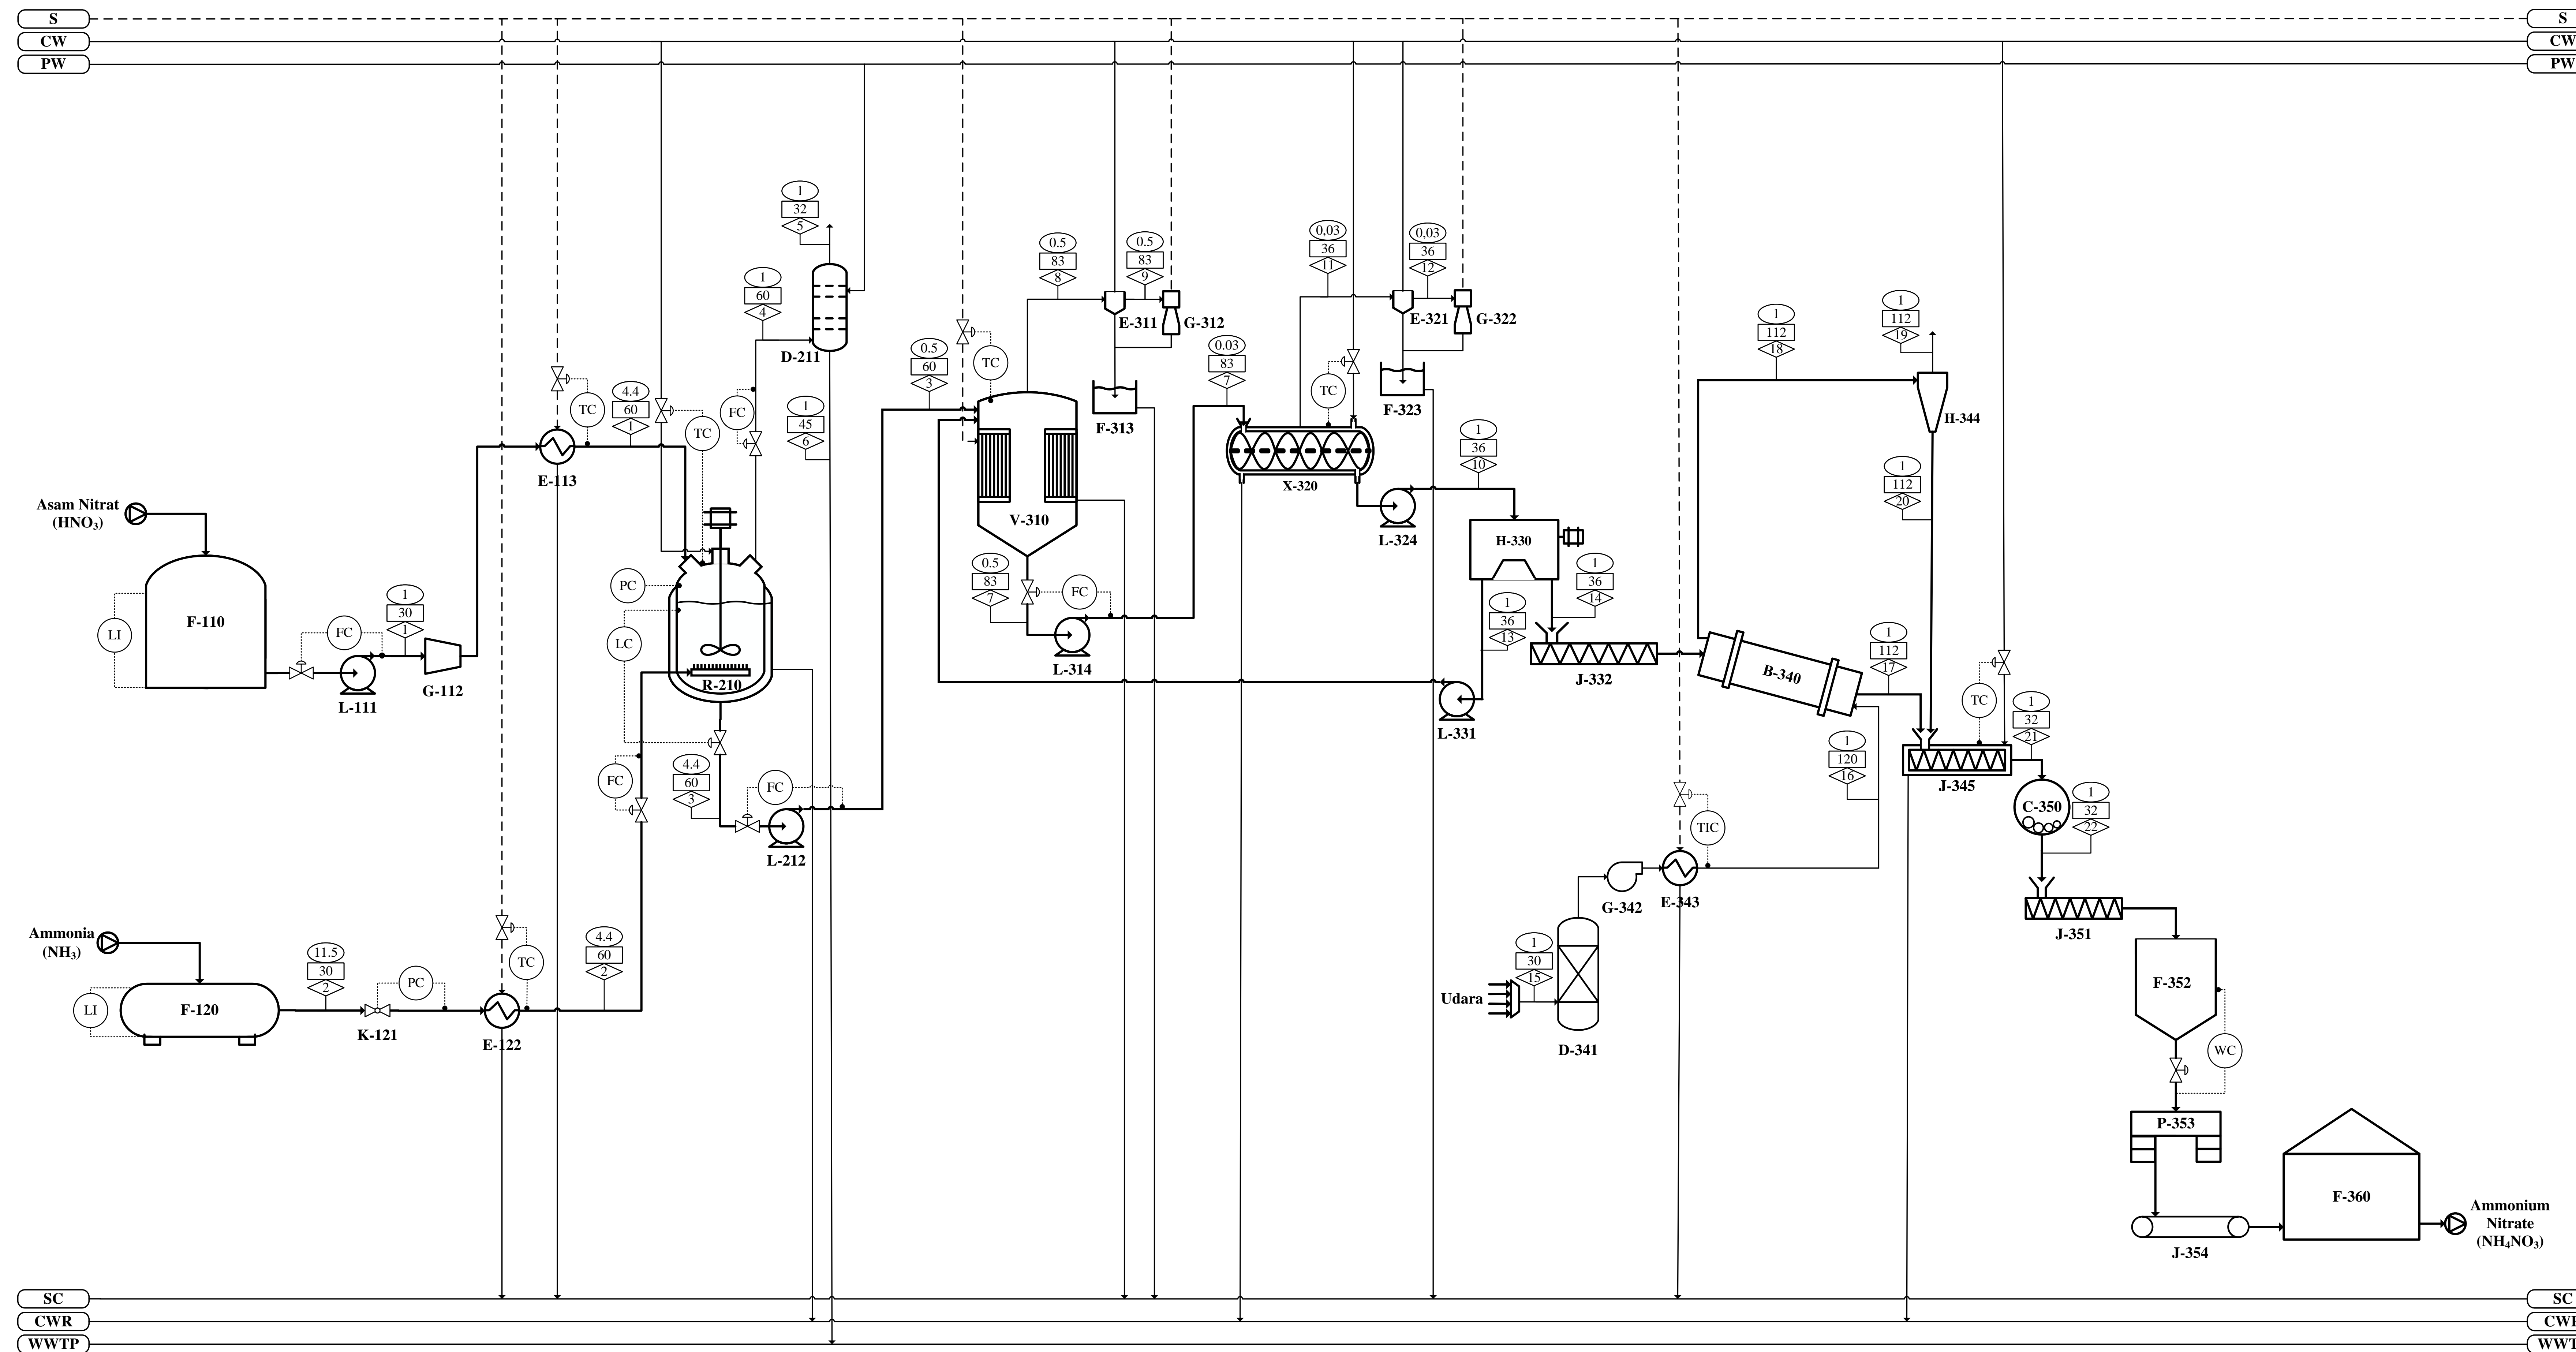 S
S
CW
CW
PW
PW
1
32
5
1
60
4
D-211
1
45
6
0.5
83
8
0.5
83
9
E-311
G-312
F-313
0,03
36
11
0,03
36
12
E-321
G-322
F-323
0.03
83
7
0.5
60
3
TC
TC
TC
4.4
60
1
TC
FC
E-113
Asam Nitrat
(HNO3)
F-110
LI
FC
1
30
1
L-111
G-112
PC
LC
R-210
FC
4.4
60
3
FC
L-212
V-310
0.5
83
7
FC
L-314
X-320
1
36
10
L-324
H-330
1
36
14
1
36
13
J-332
L-331
1
112
18
1
112
19
H-344
1
112
20
B-340
1
112
17
1
120
16
TC
1
32
21
J-345
C-350
1
32
22
J-351
TIC
G-342
E-343
1
30
15
Udara
D-341
Ammonia
(NH3)
LI
F-120
11.5
30
2
PC
K-121
TC
E-122
4.4
60
2
F-352
WC
P-353
J-354
F-360
Ammonium
Nitrate
(NH4NO3)
SC
SC
CWR
CWR
WWTP
WWT